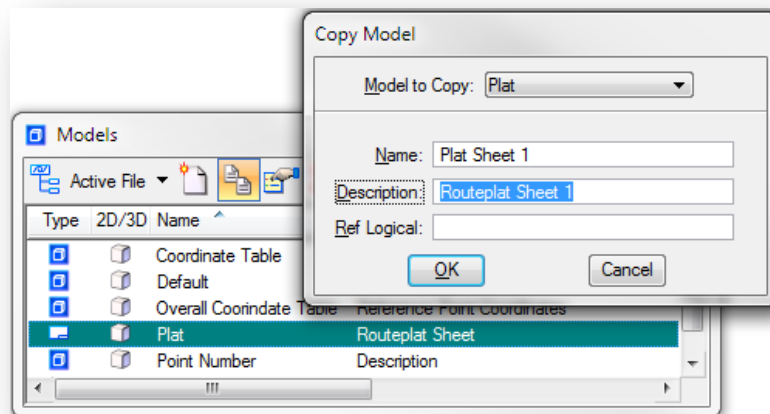 Copy Model
Model to Copy: Plat
Name: Plat Sheet 1
Description: Routeplat Sheet 1
Ref Logical:
OK Cancel
Models
Active File
Type 2D/3D Name
Coordinate Table
Default
Overall Coorindate Table Reference Point Coordinates
Plat Routeplat Sheet
Point Number Description